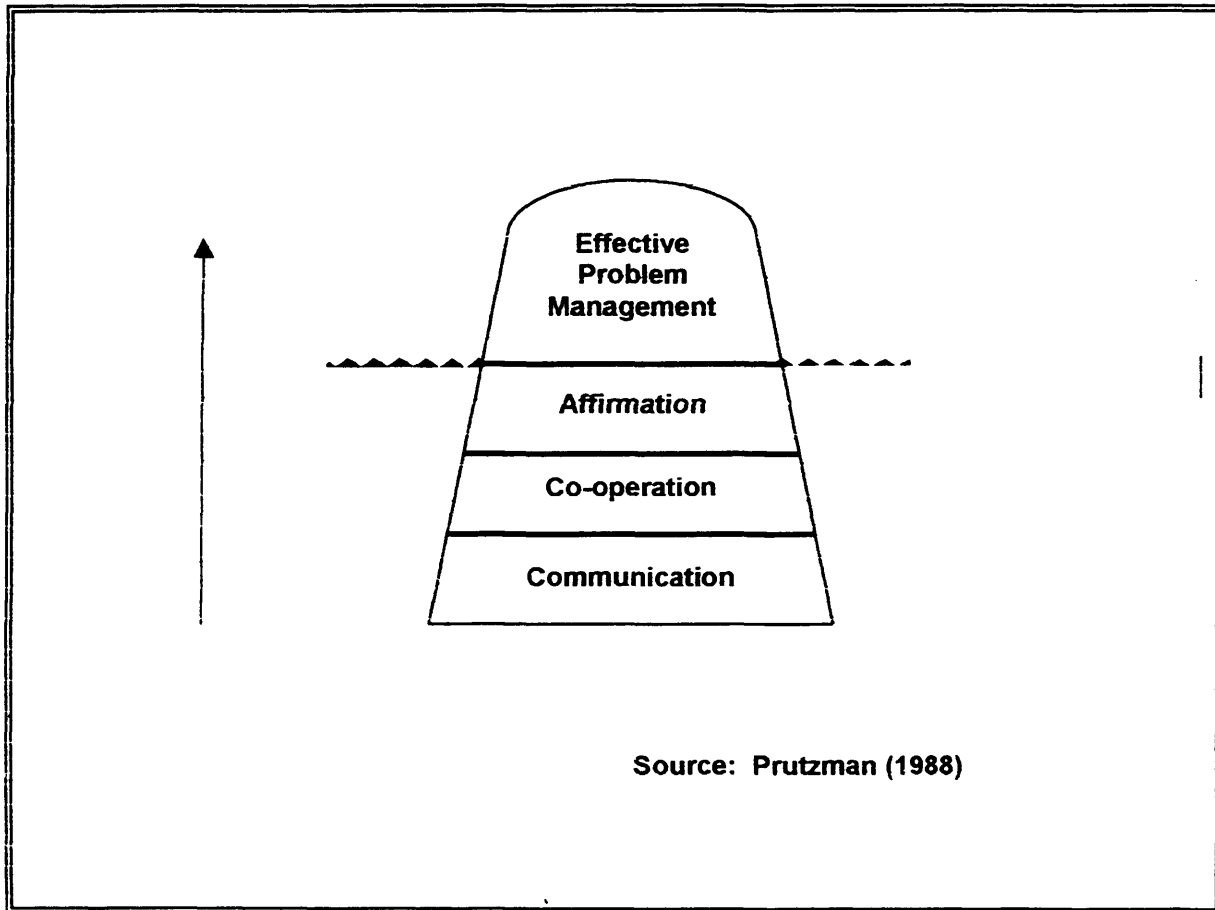 Effective
Problem
Management
Affirmation
Co-operation
Communication
Source: Prutzman (1988)